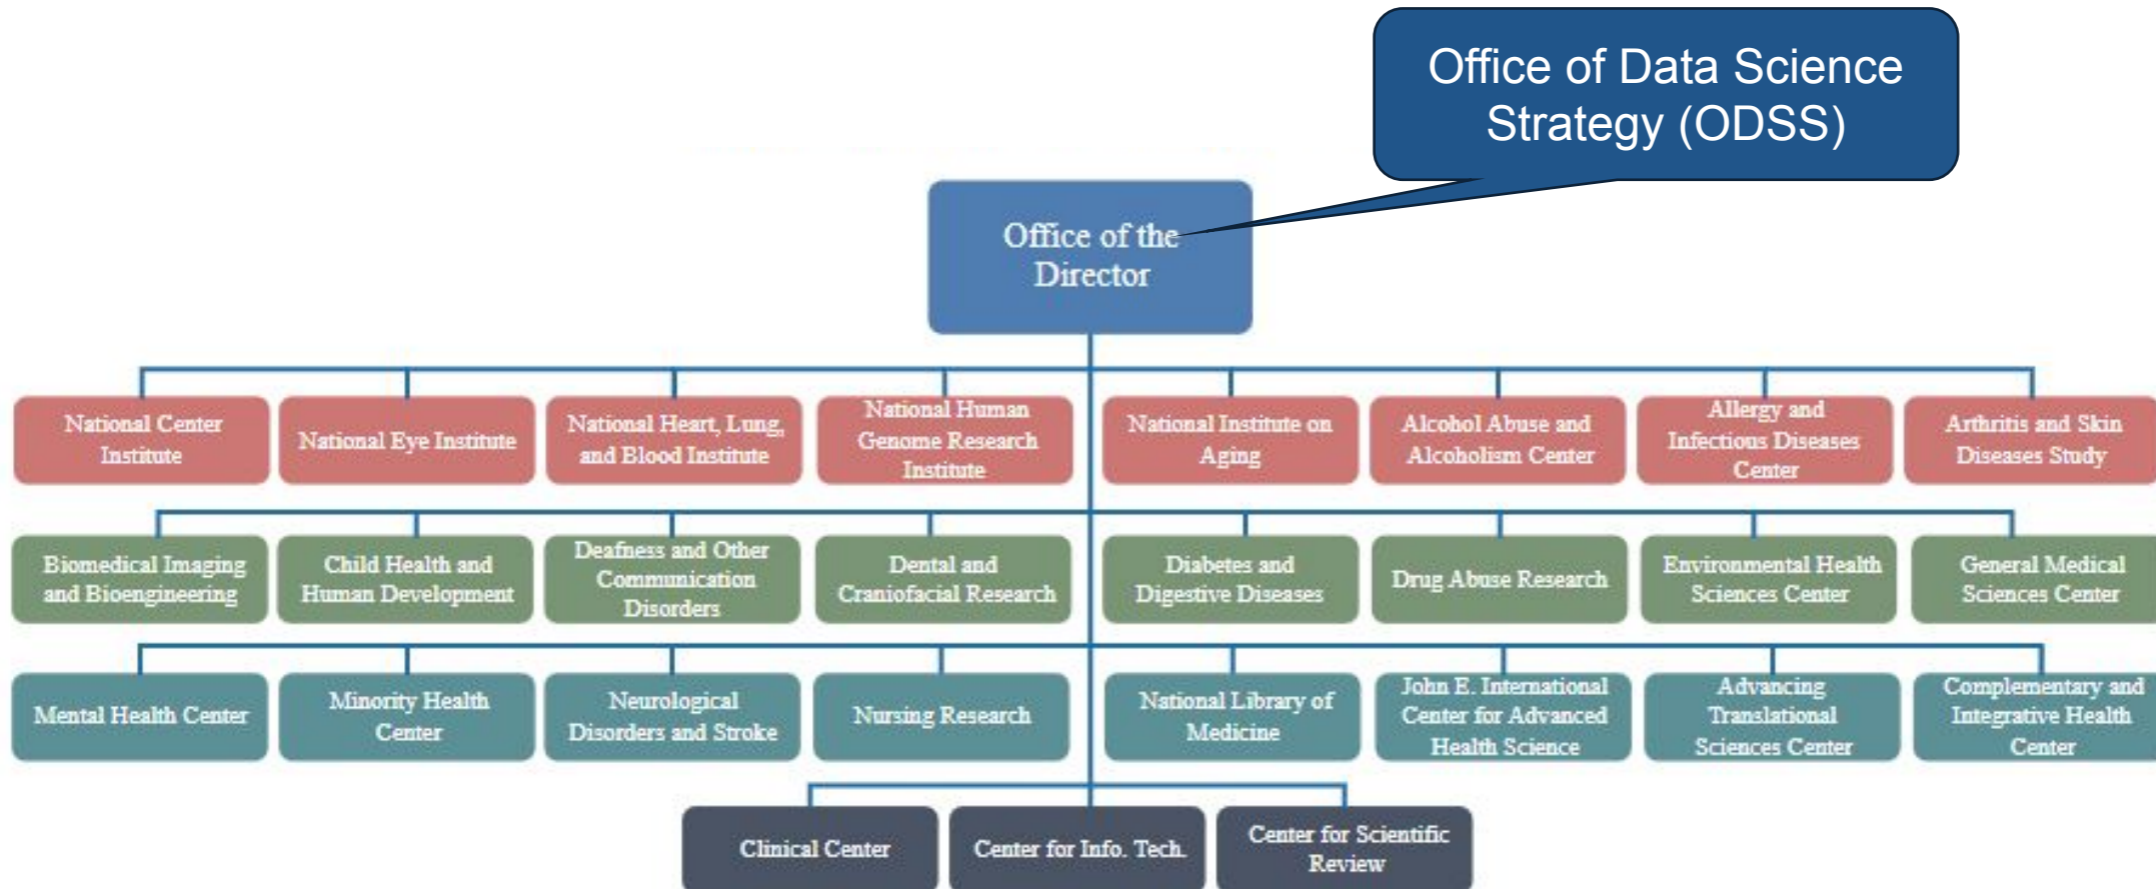 Office of Data Science
Strategy (ODSS)
Office of the
Director
National Center
Institute
National Eye Institute
National Heart, Lung,
and Blood Institute
National Human
Genome Research
Institute
National Institute on
Aging
Alcohol Abuse and
Alcoholism Center
Allergy and
Infectious Diseases
Center
Arthritis and Skin
Diseases Study
Biomedical Imaging
and Bioengineering
Child Health and
Human Development
Deafness and Other
Communication
Disorders
Dental and
Craniofacial Research
Diabetes and
Digestive Diseases
Drug Abuse Research
Environmental Health
Sciences Center
General Medical
Sciences Center
Mental Health Center
Minority Health
Center
Neurological
Disorders and Stroke
Nursing Research
National Library of
Medicine
John E. International
Center for Advanced
Health Science
Advancing
Translational
Sciences Center
Complementary and
Integrative Health
Center
Clinical Center
Center for Info. Tech.
Center for Scientific
Review